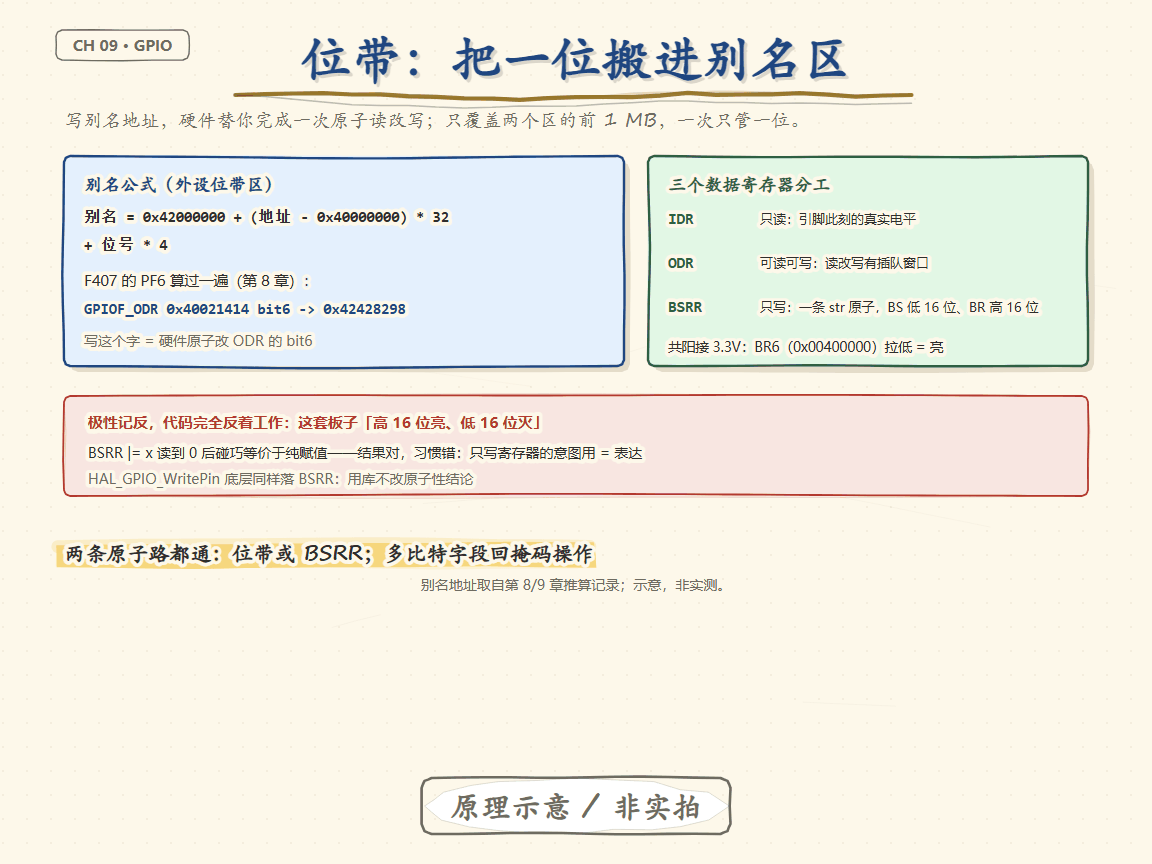 CH 09 • GPIO
位带：把一位搬进别名区
写别名地址，硬件替你完成一次原子读改写；只覆盖两个区的前 1 MB，一次只管一位。
别名公式（外设位带区）
别名 = 0x42000000 + (地址 - 0x40000000) * 32
+ 位号 * 4
F407 的 PF6 算过一遍（第 8 章）:
GPIOF_ODR 0x40021414 bit6 -> 0x42428298
写这个字 = 硬件原子改 ODR 的 bit6
三个数据寄存器分工
IDR 只读：引脚此刻的真实电平
ODR 可读可写：读改写有插队窗口
BSRR 只写：一条 str 原子，BS 低 16 位、BR 高 16 位
共阳接 3.3V：BR6（0x00400000）拉低 = 亮
极性记反，代码完全反着工作：这套板子「高 16 位亮、低 16 位灭」
BSRR |= x 读到 0 后碰巧等价于纯赋值——结果对，习惯错：只写寄存器的意图用 = 表达
HAL_GPIO_WritePin 底层同样落 BSRR：用库不改原子性结论
两条原子路都通：位带或 BSRR；多比特字段回掩码操作
别名地址取自第 8/9 章推算记录；示意，非实测。
原理示意 / 非实拍